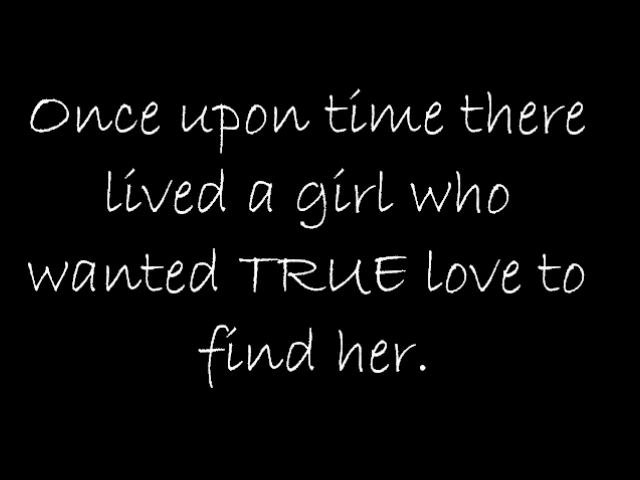 Once upon time there
lived a girl who
wanted TRUE love to
find her.